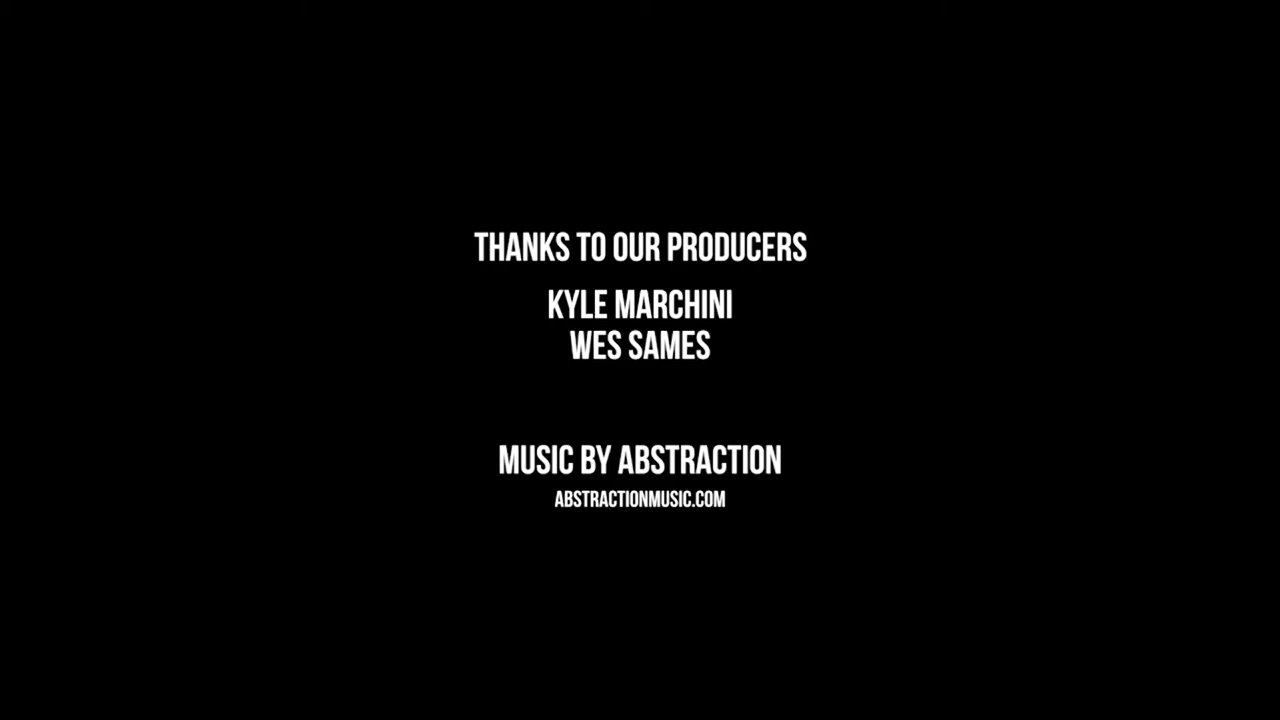 THANKS TO OUR PRODUCERS
KYLE MARCHINI
WES SAMES
MUSIC BY ABSTRACTION
ABSTRACTIONMUSIC.COM